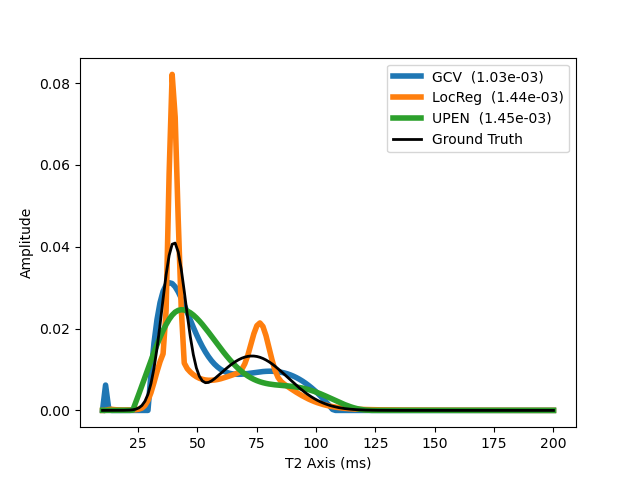 GCV  (1.03e-03)
LocReg  (1.44e-03)
UPEN  (1.45e-03)
Ground Truth
Amplitude
0.08
0.06
0.04
0.02
0.00
25 50 75 100 125 150 175 200
T2 Axis (ms)